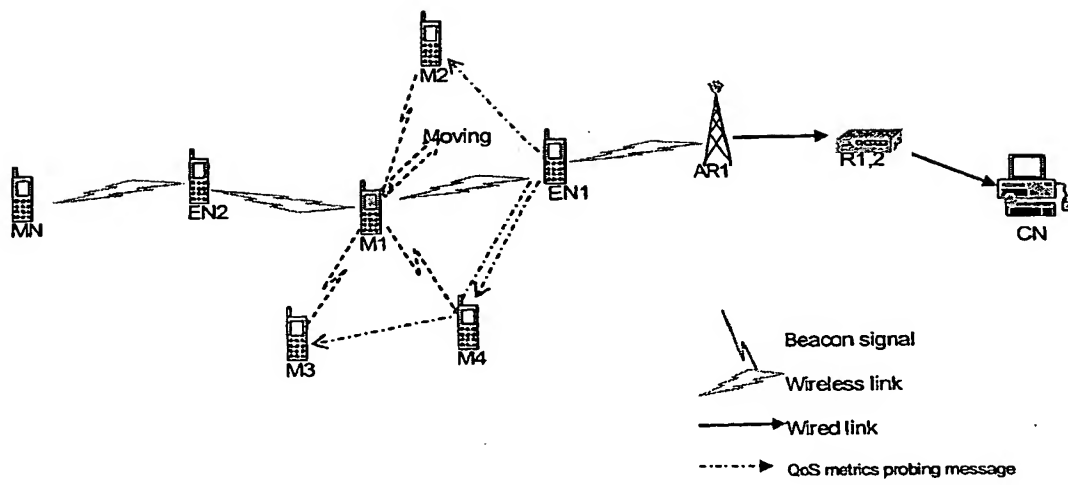 M2
Moving
MN
EN2
M1
EN1
AR1
R1,2
CN
M3
M4
Beacon signal
Wireless link
Wired link
QoS metrics probing message